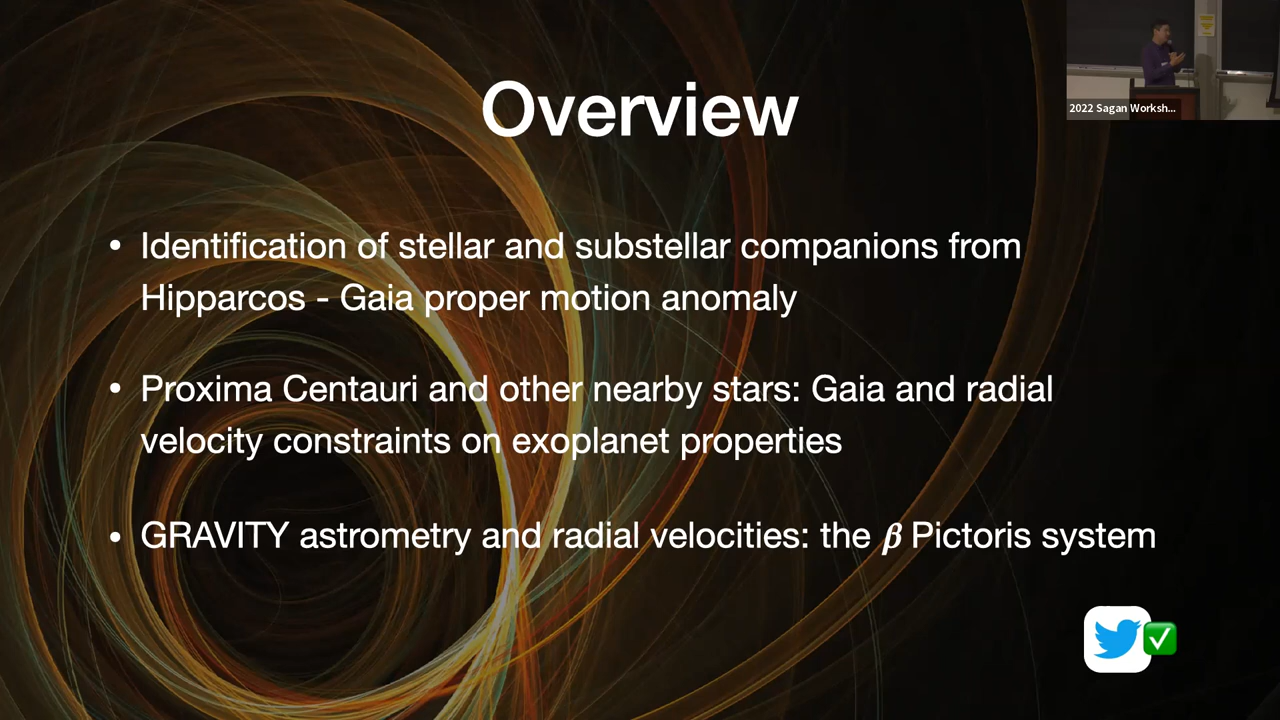 2022 Sagan Worksh...
Overview
• Identification of stellar and substellar companions from
Hipparcos - Gaia proper motion anomaly
• Proxima Centauri and other nearby stars: Gaia and radial
velocity constraints on exoplanet properties
• GRAVITY astrometry and radial velocities: the β Pictoris system